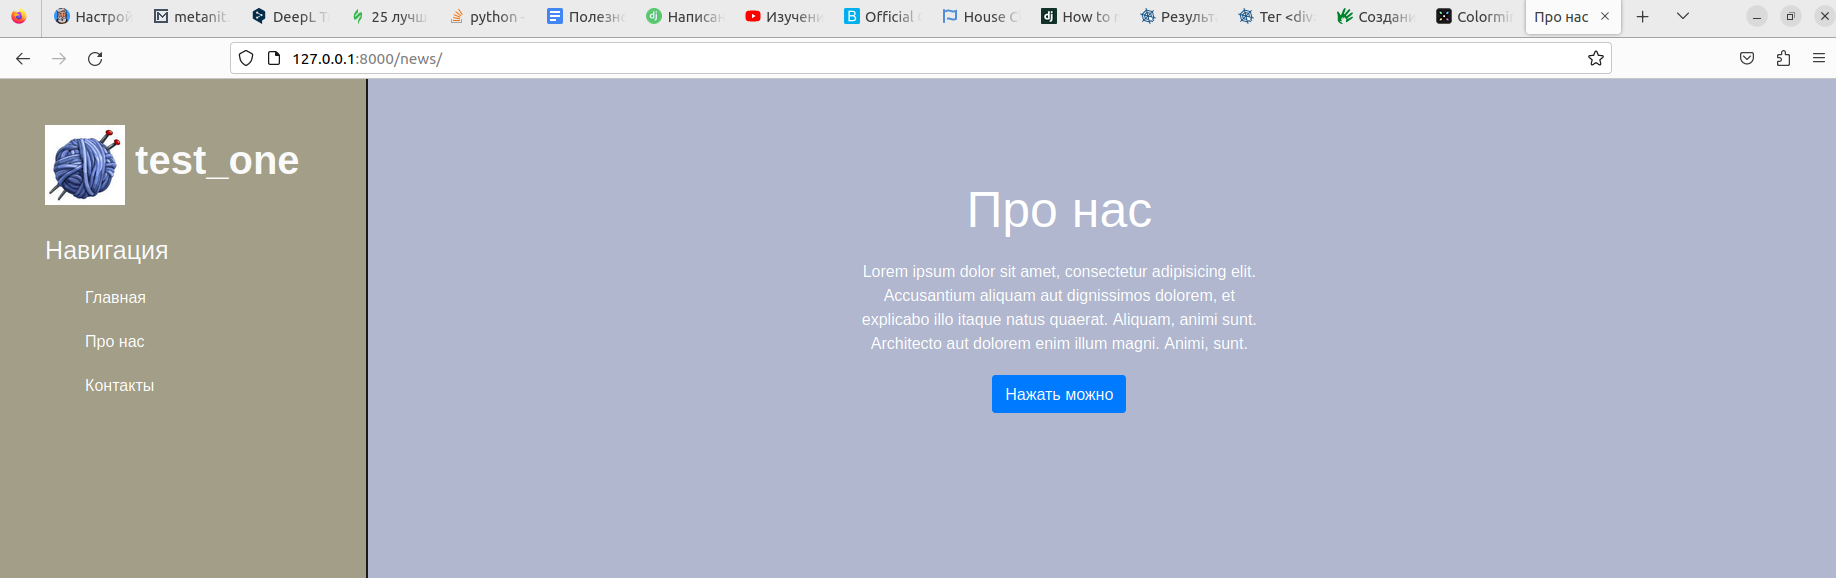 Настрой
metanit.
DeepL T
25 лучш
python -
Полезно
Написан
Изучени
Official
House C
How to
Результ
Тег <div
Создани
Colormi
Про нас
127.0.0.1:8000/news/
test_one
Навигация
Главная
Про нас
Контакты
Про нас
Lorem ipsum dolor sit amet, consectetur adipisicing elit.
Accusantium aliquam aut dignissimos dolorem, et
explicabo illo itaque natus quaerat. Aliquam, animi sunt.
Architecto aut dolorem enim illum magni. Animi, sunt.
Нажать можно